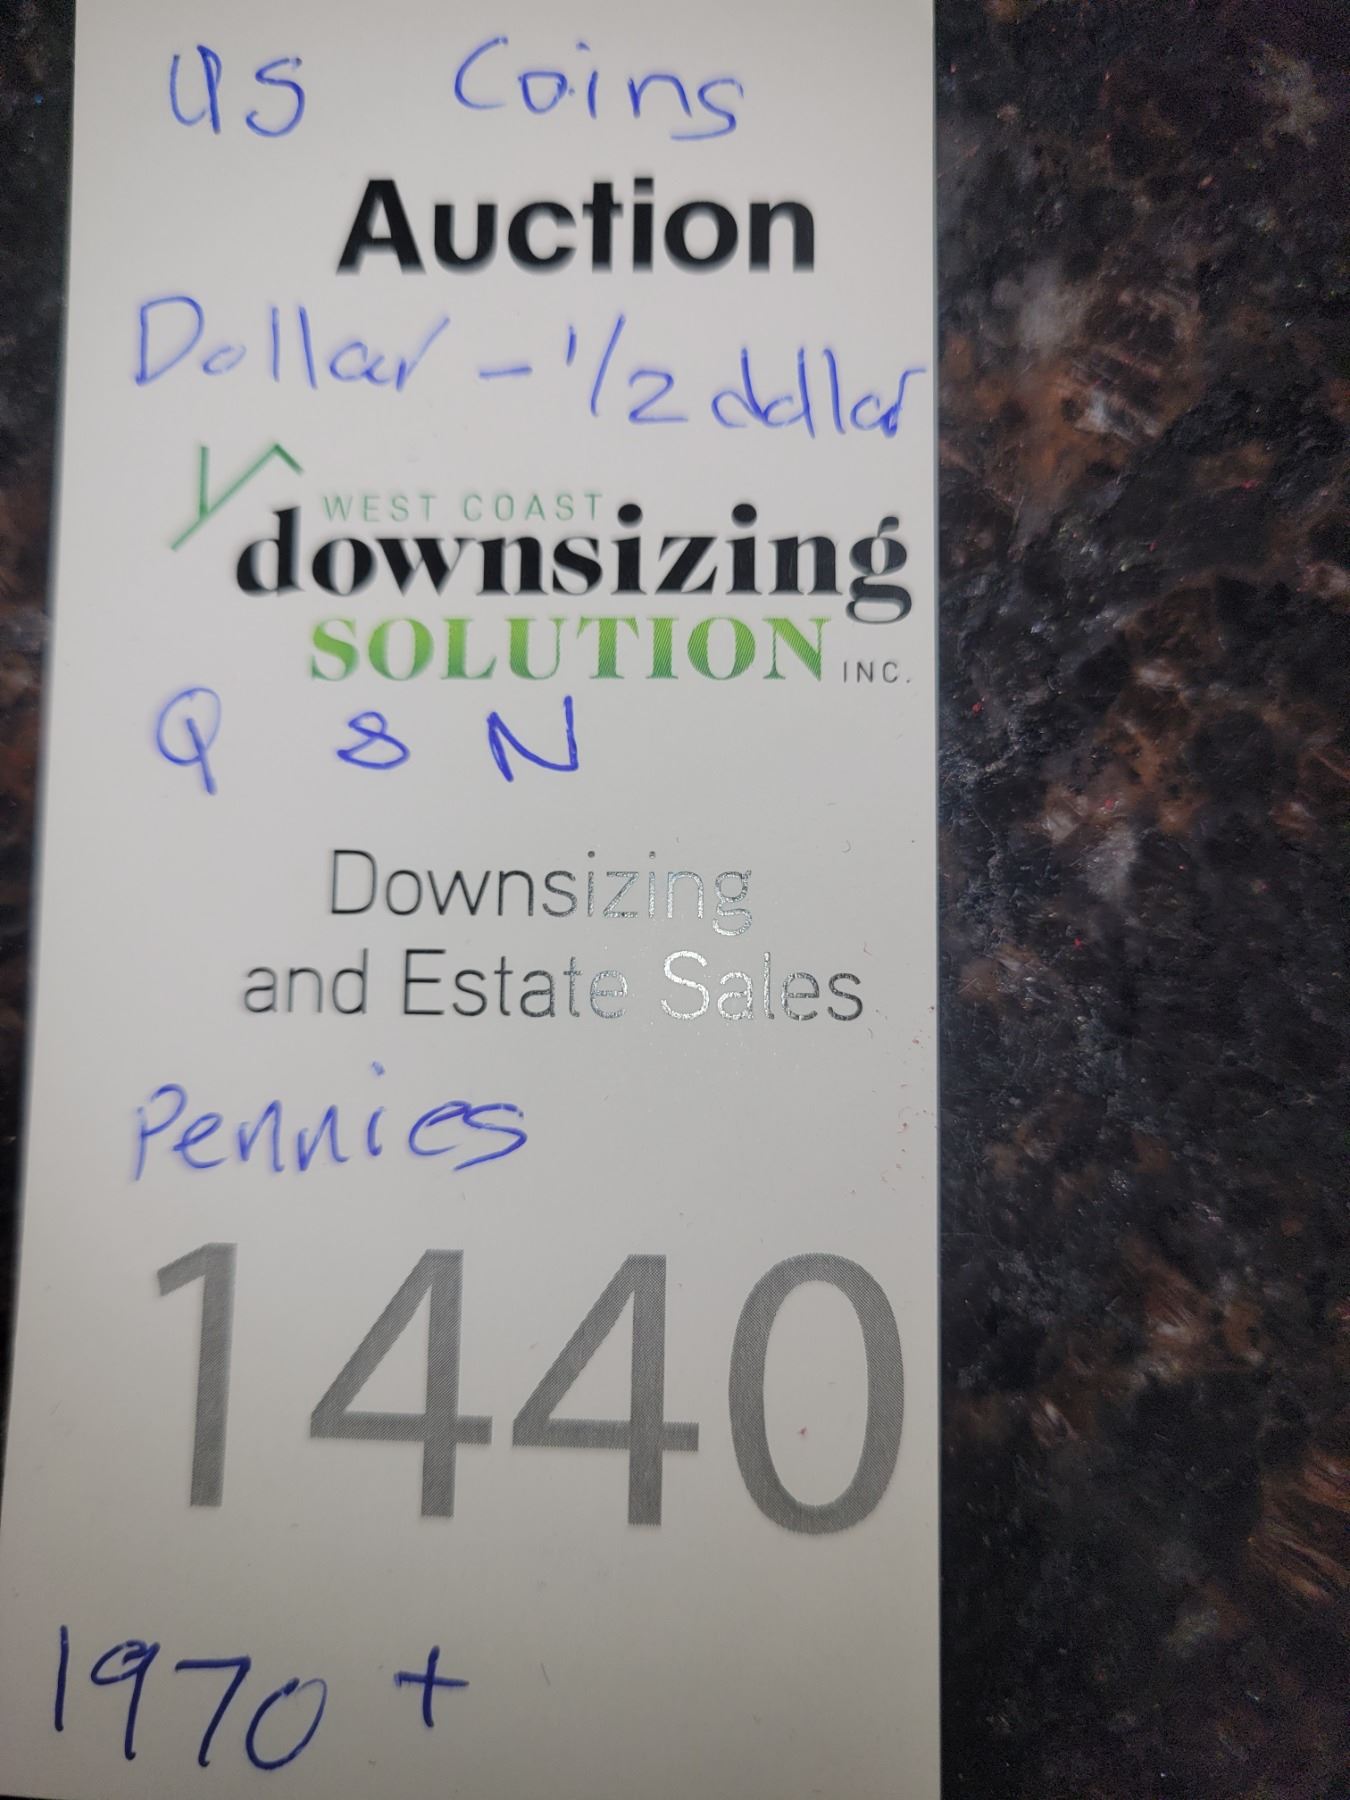 US Coins
Auction
Dollar - 1/2 dollar
WEST COAST
downsizing
SOLUTION INC.
Q & N
Downsizing
and Estate Sales
Pennies
1440
1970 +